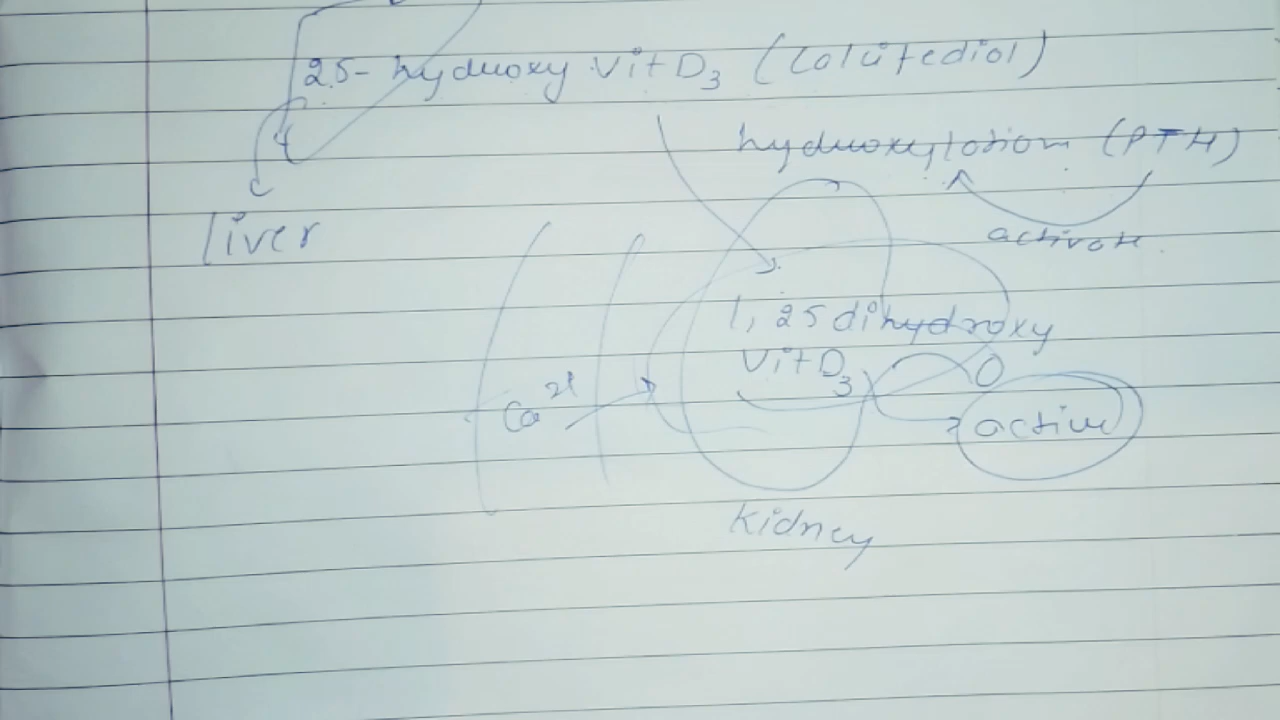 25-hydroxy Vit D3 (Calcifediol)
hydroxylation (PTH)
activate
liver
1, 25 dihydroxy
Vit D3
Ca2+
active
kidney